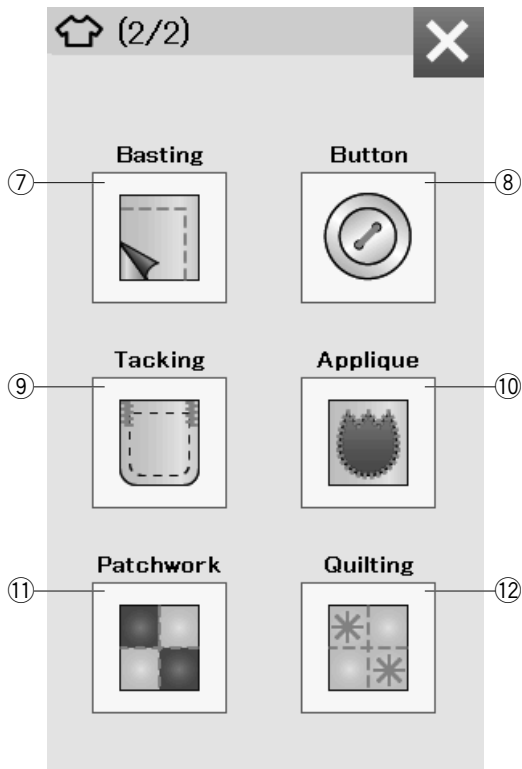 (2/2)
Basting Button
⑦ ⑧
Tacking Applique
⑨ ⑩
Patchwork Quilting
⑪ ⑫